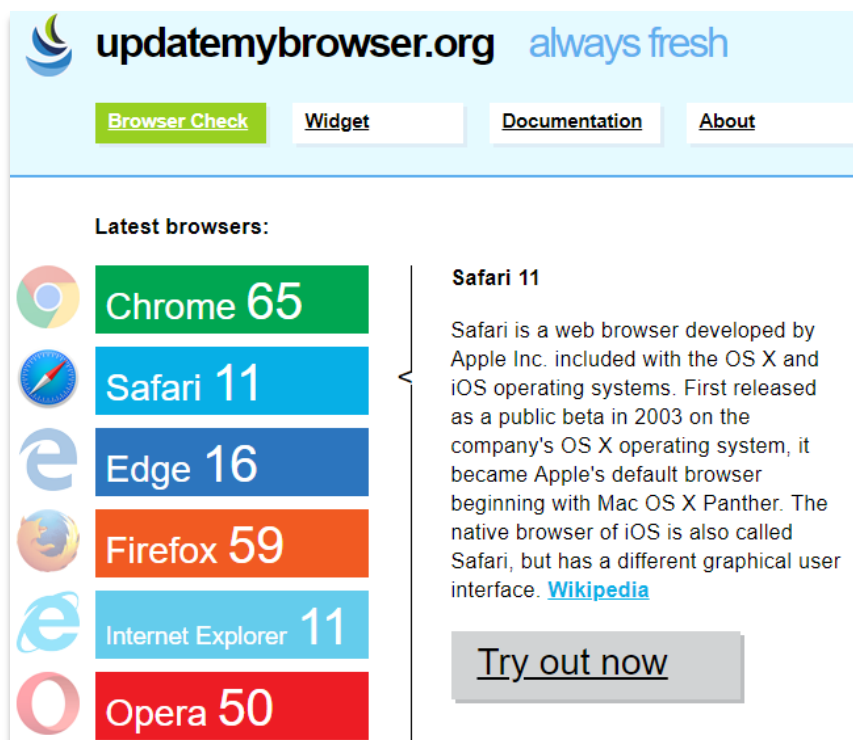 updatemybrowser.org always fresh
Browser Check Widget Documentation About
Latest browsers:
Chrome 65
Safari 11
Edge 16
Firefox 59
Internet Explorer 11
Opera 50
<
Safari 11
Safari is a web browser developed by
Apple Inc. included with the OS X and
iOS operating systems. First released
as a public beta in 2003 on the
company's OS X operating system, it
became Apple's default browser
beginning with Mac OS X Panther. The
native browser of iOS is also called
Safari, but has a different graphical user
interface. Wikipedia
Try out now